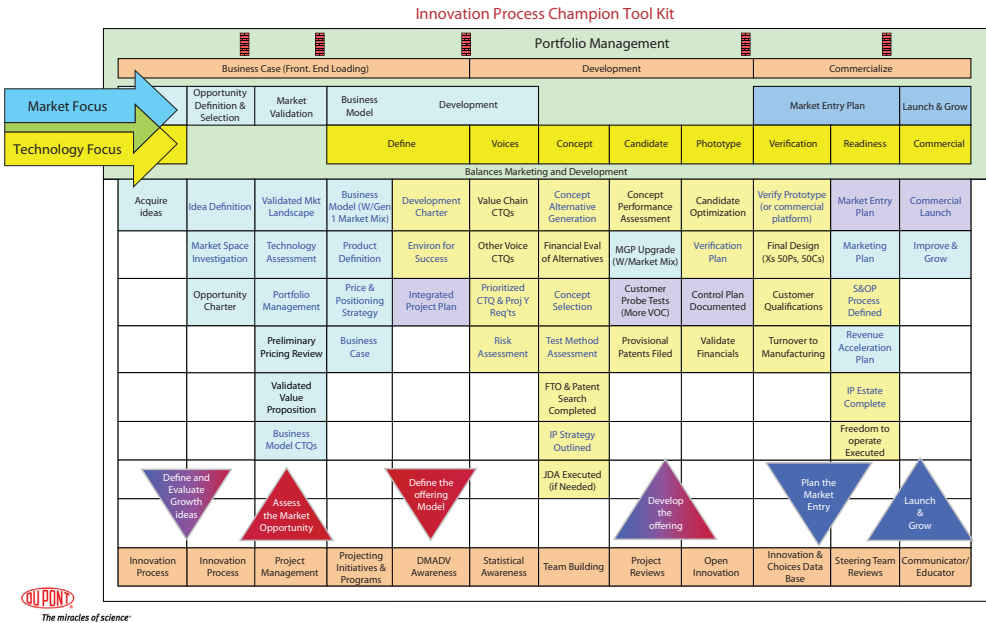 Innovation Process Champion Tool Kit
Portfolio Management
Business Case (Front. End Loading)
Development
Commercialize
Market Focus
Opportunity
Definition &
Selection
Market
Validation
Business
Model
Development
Market Entry Plan
Launch & Grow
Technology Focus
Define
Voices
Concept
Candidate
Phototype
Verification
Readiness
Commercial
Balances Marketing and Development
Acquire
ideas
Idea Definition
Validated Mkt
Landscape
Business
Model (W/Gen
1 Market Mix)
Development
Charter
Value Chain
CTQs
Concept
Alternative
Generation
Concept
Performance
Assessment
Candidate
Optimization
Verify Prototype
(or commercial
platform)
Market Entry
Plan
Commercial
Launch
Market Space
Investigation
Technology
Assessment
Product
Definition
Environ for
Success
Other Voice
CTQs
Financial Eval
of Alternatives
MGP Upgrade
(W/Market Mix)
Verification
Plan
Final Design
(Xs 50Ps, 50Cs)
Marketing
Plan
Improve &
Grow
Opportunity
Charter
Portfolio
Management
Price &
Positioning
Strategy
Integrated
Project Plan
Prioritized
CTQ & Proj Y
Req'ts
Concept
Selection
Customer
Probe Tests
(More VOC)
Control Plan
Documented
Customer
Qualifications
S&OP
Process
Defined
Preliminary
Pricing Review
Business
Case
Risk
Assessment
Test Method
Assessment
Provisional
Patents Filed
Validate
Financials
Turnover to
Manufacturing
Revenue
Acceleration
Plan
Validated
Value
Proposition
FTO & Patent
Search
Completed
IP Estate
Complete
Business
Model CTQs
IP Strategy
Outlined
Freedom to
operate
Executed
JDA Executed
(if Needed)
Define and
Evaluate
Growth
ideas
Assess
the Market
Opportunity
Define the
offering
Model
Develop
the
offering
Plan the
Market
Entry
Launch
&
Grow
Innovation
Process
Innovation
Process
Project
Management
Projecting
Initiatives &
Programs
DMADV
Awareness
Statistical
Awareness
Team Building
Project
Reviews
Open
Innovation
Innovation &
Choices Data
Base
Steering Team
Reviews
Communicator/
Educator
DU PONT
The miracles of science